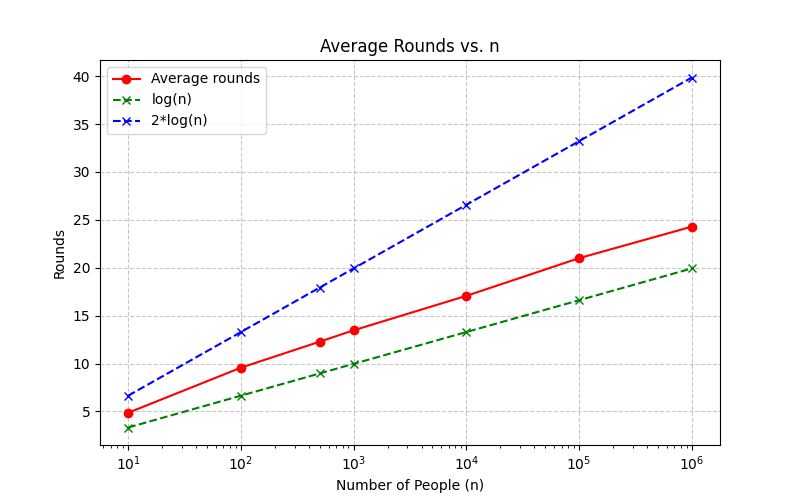 Average Rounds vs. n
Average rounds
log(n)
2*log(n)
40
35
30
25
20
15
10
5
Rounds
10¹ 10² 10³ 10⁴ 10⁵ 10⁶
Number of People (n)